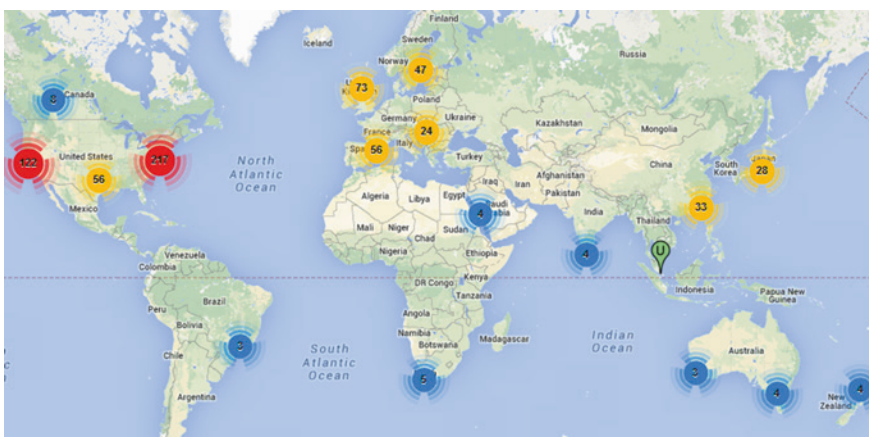 Finland
Iceland
Sweden
Russia
Norway
47
73
8
Canada
Poland
Germany
Ukraine
Kazakhstan
24
France
Mongolia
Italy
122
United States
217
56
Spa
Turkey
South
Korea
Japan
28
North
Atlantic
Ocean
China
Afghanistan
Iraq
Iran
Pakistan
56
Mexico
Algeria
Libya
Egypt
33
4
Saudi
Arabia
India
Thailand
Mali
Niger
Chad
Sudan
Nigeria
Ethiopia
4
U
Venezuela
Colombia
Kenya
DR Congo
Indonesia
Papua New
Guinea
Tanzania
Peru
Brazil
Angola
Bolivia
Namibia
Madagascar
Indian
Ocean
Botswana
3
Chile
South
Atlantic
Ocean
Australia
5
3
4
4
Argentina
New
Zealand